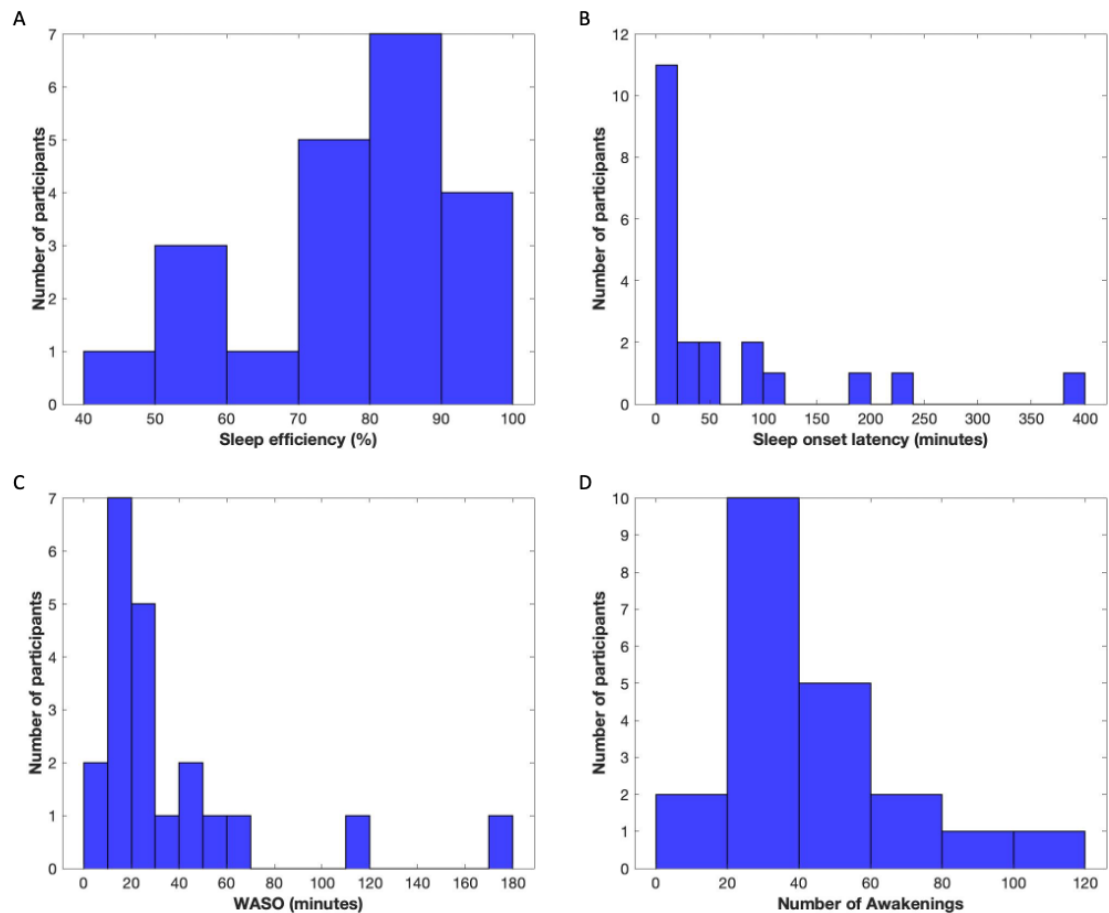 A
Number of participants
7
6
5
4
3
2
1
0
40 50 60 70 80 90 100
Sleep efficiency (%)
B
Number of participants
12
10
8
6
4
2
0
0 50 100 150 200 250 300 350 400
Sleep onset latency (minutes)
C
Number of participants
7
6
5
4
3
2
1
0
0 20 40 60 80 100 120 140 160 180
WASO (minutes)
D
Number of participants
10
9
8
7
6
5
4
3
2
1
0
0 20 40 60 80 100 120
Number of Awakenings